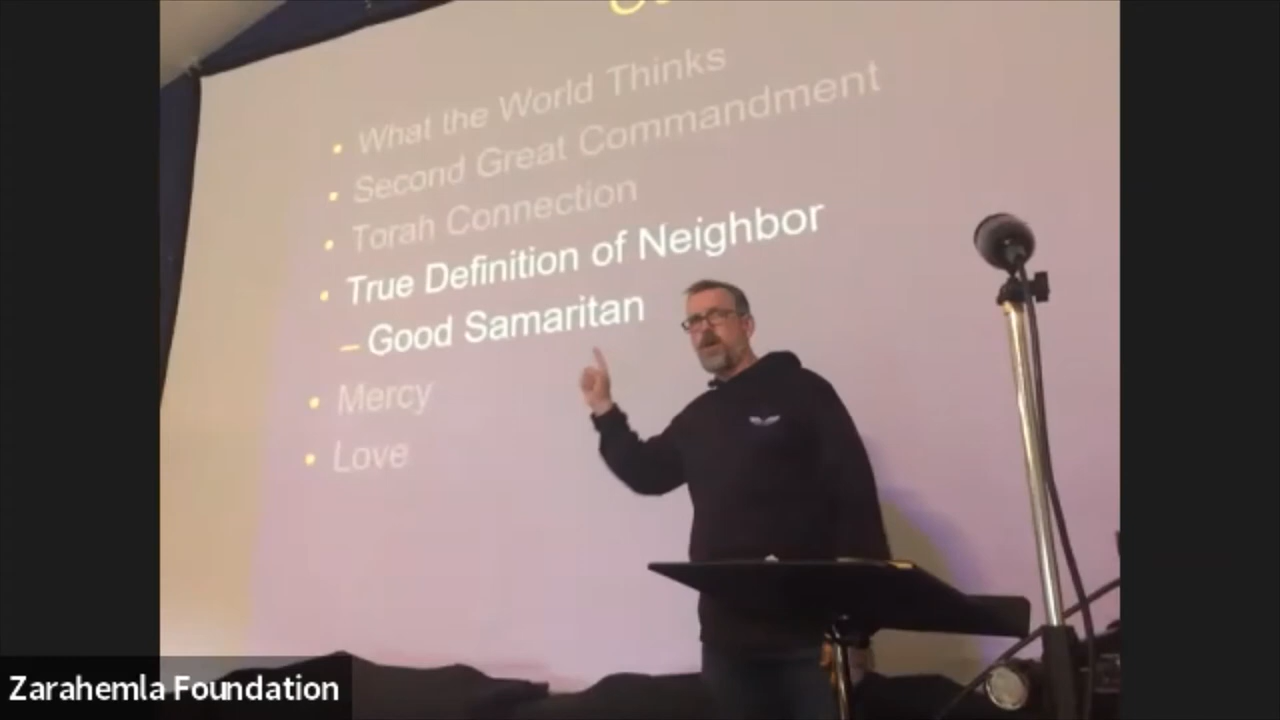 • What the World Thinks
• Second Great Commandment
• Torah Connection
• True Definition of Neighbor
– Good Samaritan
• Mercy
• Love
Zarahemla Foundation